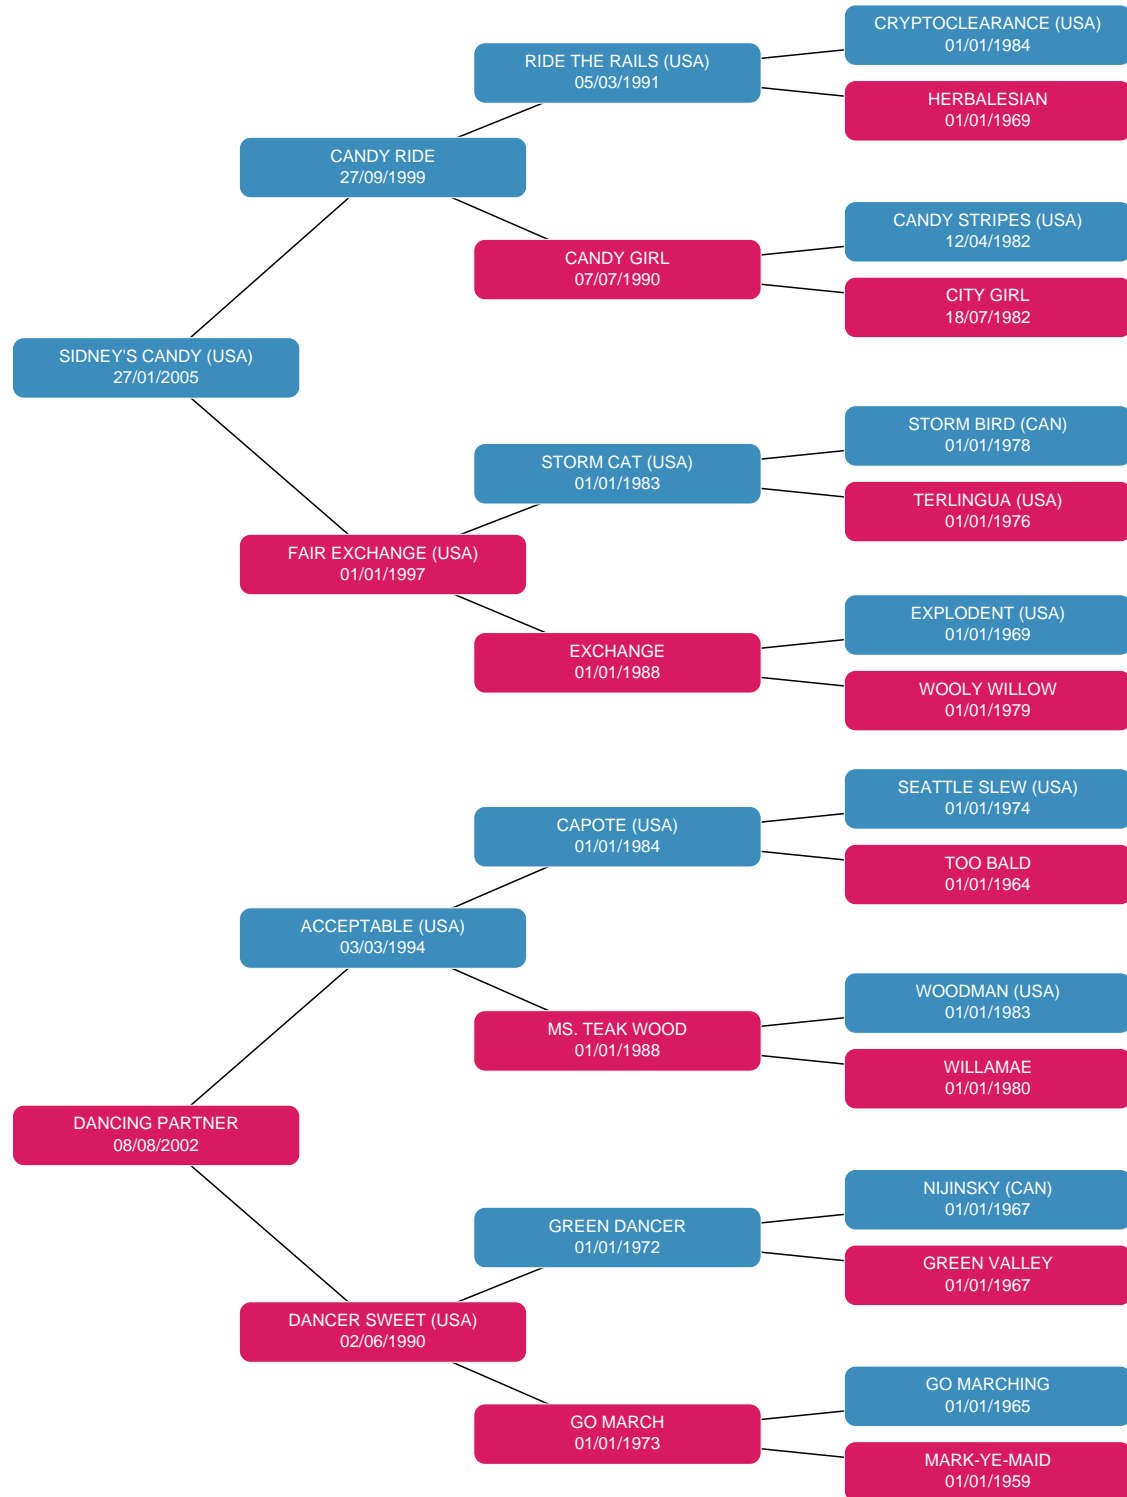 CRYPTOCLEARANCE (USA)
01/01/1984
RIDE THE RAILS (USA)
05/03/1991
HERBALESIAN
01/01/1969
CANDY RIDE
27/09/1999
CANDY STRIPES (USA)
12/04/1982
CANDY GIRL
07/07/1990
CITY GIRL
18/07/1982
SIDNEY'S CANDY (USA)
27/01/2005
STORM BIRD (CAN)
01/01/1978
STORM CAT (USA)
01/01/1983
TERLINGUA (USA)
01/01/1976
FAIR EXCHANGE (USA)
01/01/1997
EXPLODENT (USA)
01/01/1969
EXCHANGE
01/01/1988
WOOLY WILLOW
01/01/1979
SEATTLE SLEW (USA)
01/01/1974
CAPOTE (USA)
01/01/1984
TOO BALD
01/01/1964
ACCEPTABLE (USA)
03/03/1994
WOODMAN (USA)
01/01/1983
MS. TEAK WOOD
01/01/1988
WILLAMAE
01/01/1980
DANCING PARTNER
08/08/2002
NIJINSKY (CAN)
01/01/1967
GREEN DANCER
01/01/1972
GREEN VALLEY
01/01/1967
DANCER SWEET (USA)
02/06/1990
GO MARCHING
01/01/1965
GO MARCH
01/01/1973
MARK-YE-MAID
01/01/1959